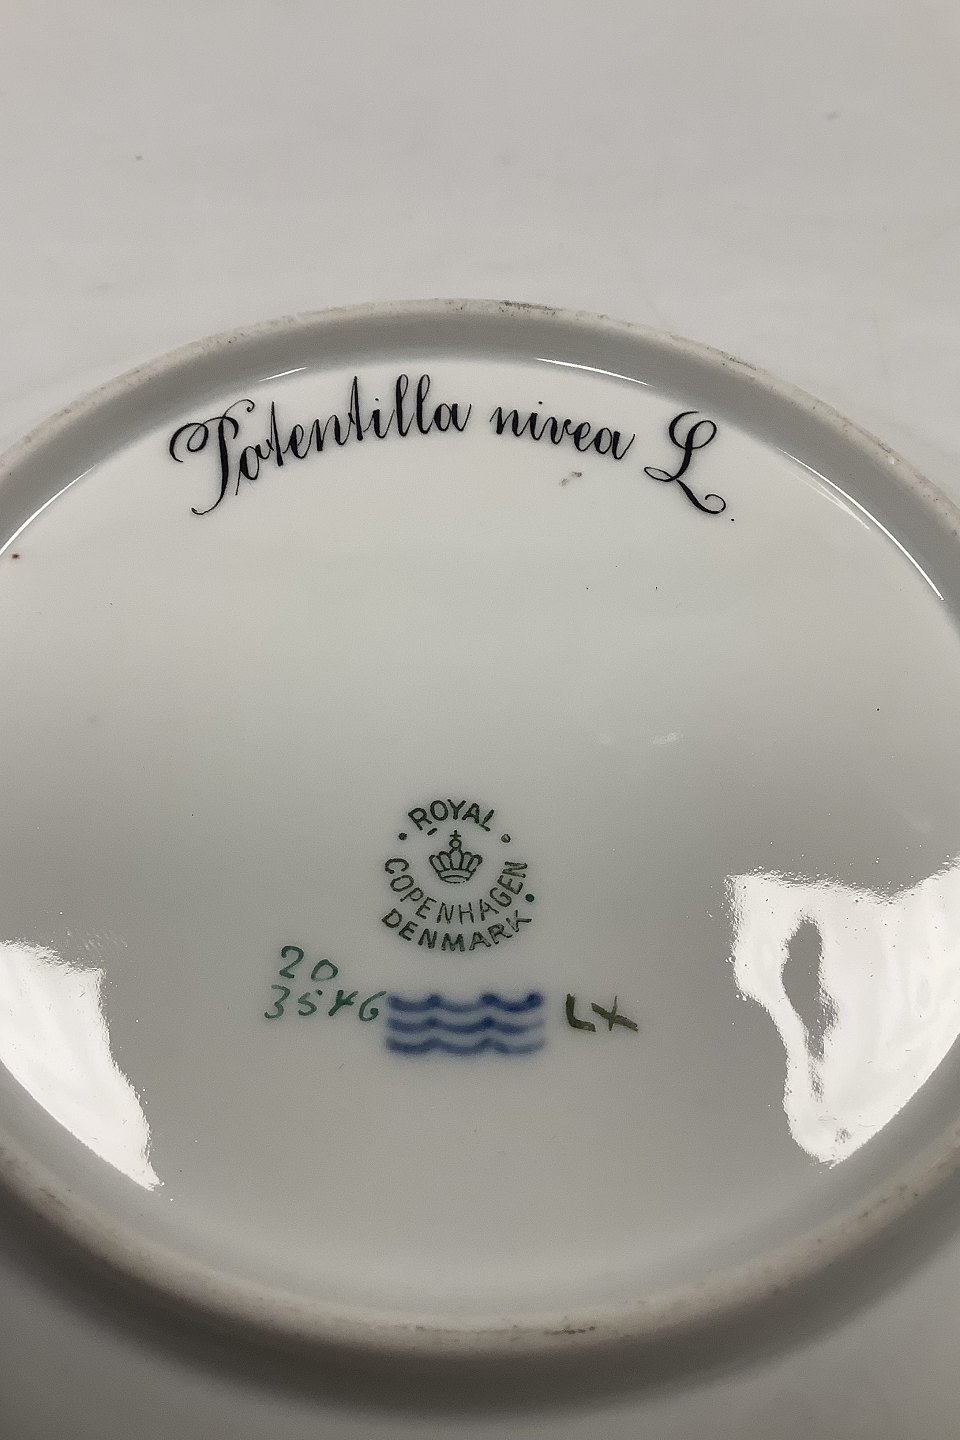 Potentilla nivea L.
ROYAL
COPENHAGEN
DENMARK
20
3546
LX